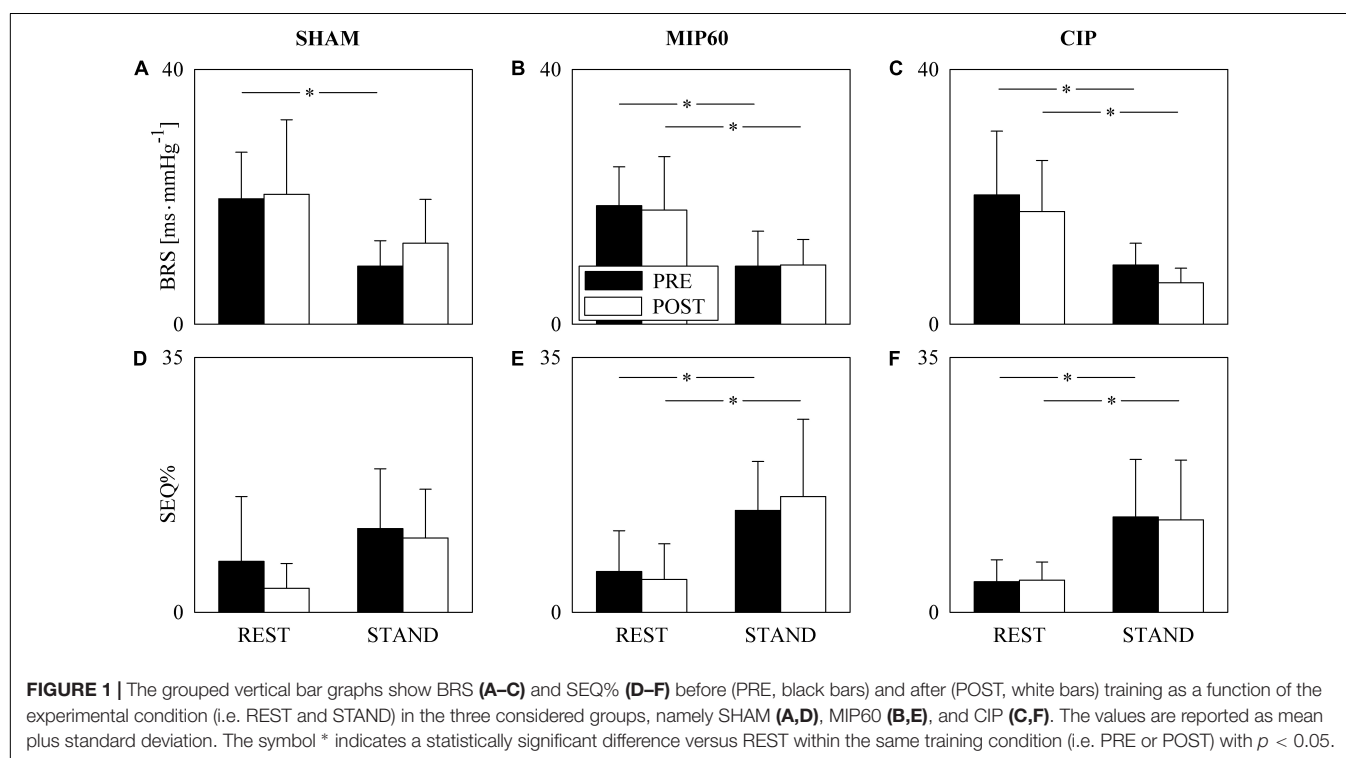 SHAM MIP60 CIP
A B C
40 40 40
* * *
* *
BRS [ms·mmHg-1]
PRE
POST
0 0 0
D E F
35 35 35
* *
* *
SEQ%
0 0 0
REST STAND REST STAND REST STAND
FIGURE 1 | The grouped vertical bar graphs show BRS (A–C) and SEQ% (D–F) before (PRE, black bars) and after (POST, white bars) training as a function of the
experimental condition (i.e. REST and STAND) in the three considered groups, namely SHAM (A,D), MIP60 (B,E), and CIP (C,F). The values are reported as mean
plus standard deviation. The symbol * indicates a statistically significant difference versus REST within the same training condition (i.e. PRE or POST) with p < 0.05.